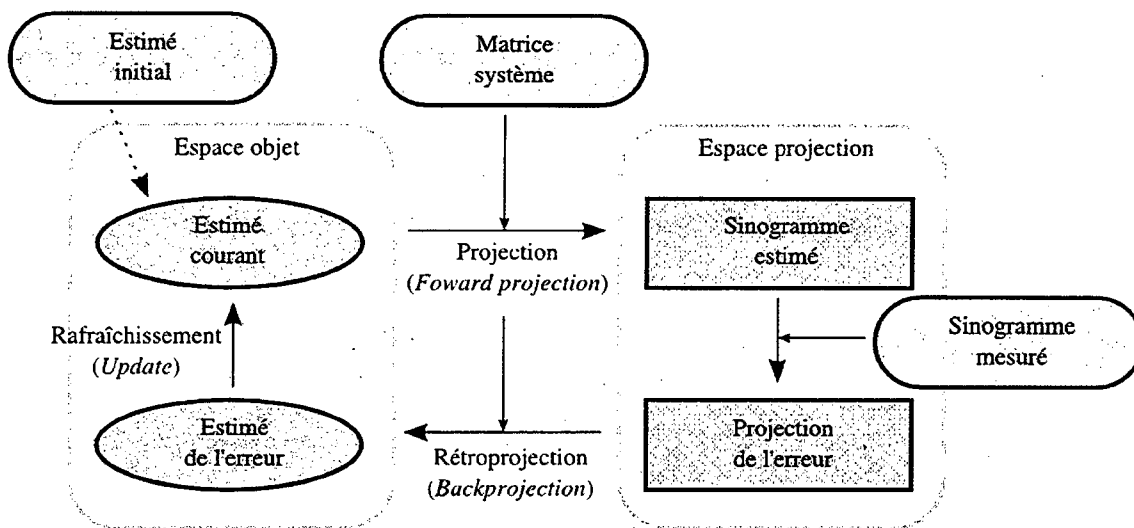 Estimé
initial
Matrice
système
Espace objet
Espace projection
Estimé
courant
Projection
(Foward projection)
Sinogramme
estimé
Rafraîchissement
(Update)
Sinogramme
mesuré
Estimé
de l'erreur
Rétroprojection
(Backprojection)
Projection
de l'erreur